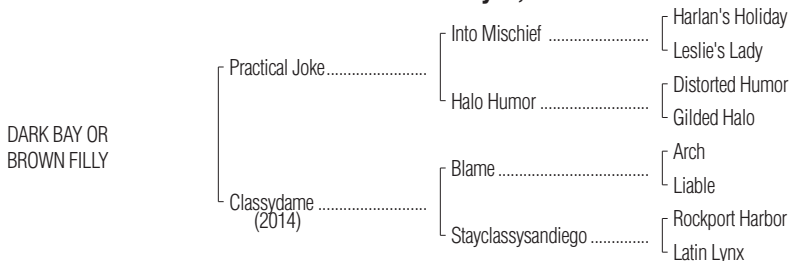 Harlan's Holiday
Into Mischief ........................
Leslie's Lady
Practical Joke........................
Distorted Humor
Halo Humor ..........................
Gilded Halo
DARK BAY OR
BROWN FILLY
Arch
Blame ....................................
Liable
Classydame ..........................
(2014)
Rockport Harbor
Stayclassysandiego ..............
Latin Lynx